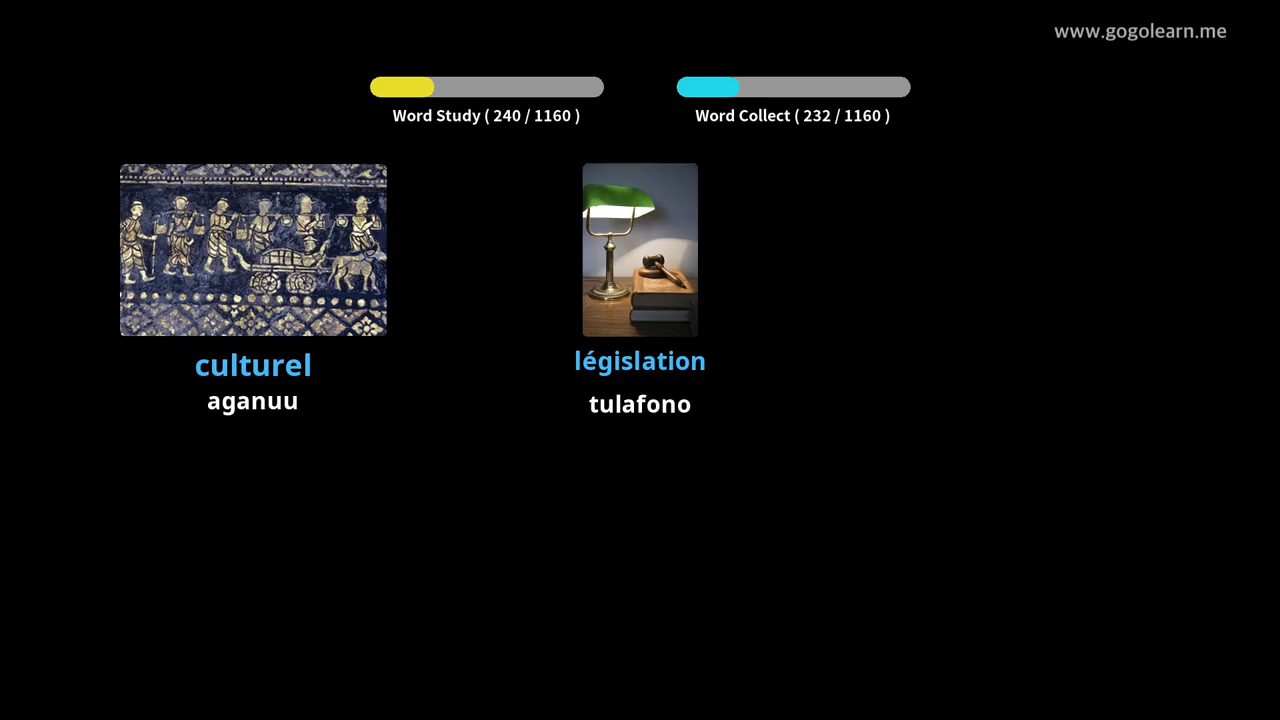 www.gogolearn.me
Word Study ( 240 / 1160 )
Word Collect ( 232 / 1160 )
culturel
aganuu
législation
tulafono